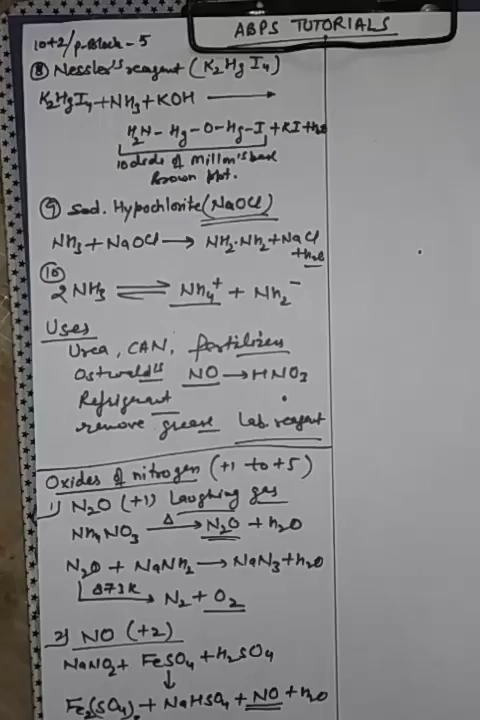 ABPS TUTORIALS
10+2/p-Block-5
⑧ Nessler's reagent (K₂HgI₄)
K₂HgI₄+NH₃+KOH ⟶
H₂N-Hg-O-Hg-I+KI+H₂O
Iodide of Millon's base
Brown ppt.
⑨ Sod. Hypochlorite (NaOCl)
NH₃+NaOCl ⟶ NH₂.NH₂+NaCl
+H₂O
⑩
2NH₃ ⇌ NH₄⁺ + NH₂⁻
Uses
Urea, CAN, fertilizers
Ostwald's NO ⟶ HNO₃
Refrigerant
remove grease Lab. reagent
Oxides of nitrogen (+1 to +5)
1) N₂O (+1) Laughing gas
NH₄NO₃ —Δ→ N₂O + H₂O
N₂O + NaNH₂ ⟶ NaN₃+H₂O
873K → N₂ + O₂
2) NO (+2)
NaNO₂+ FeSO₄+H₂SO₄
↓
Fe₂(SO₄)₃+NaHSO₄+NO+H₂O